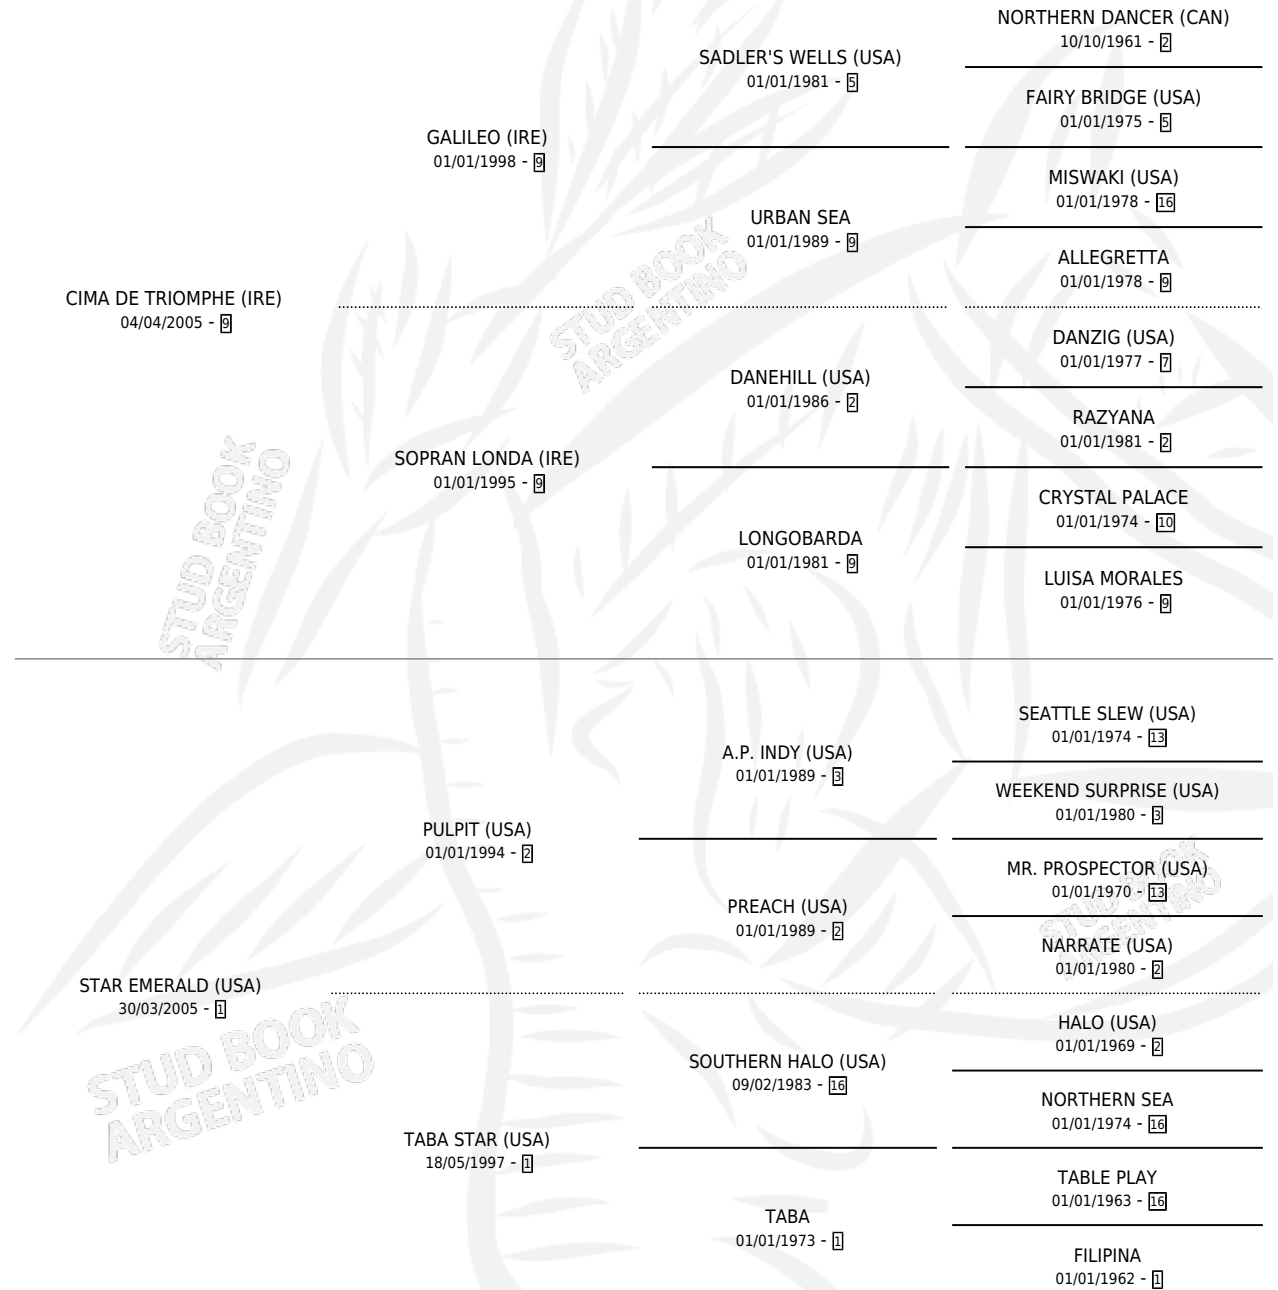 NORTHERN DANCER (CAN)
10/10/1961 - 2
SADLER'S WELLS (USA)
01/01/1981 - 5
FAIRY BRIDGE (USA)
01/01/1975 - 5
GALILEO (IRE)
01/01/1998 - 9
MISWAKI (USA)
01/01/1978 - 16
URBAN SEA
01/01/1989 - 9
ALLEGRETTA
01/01/1978 - 9
CIMA DE TRIOMPHE (IRE)
04/04/2005 - 9
DANZIG (USA)
01/01/1977 - 7
DANEHILL (USA)
01/01/1986 - 2
RAZYANA
01/01/1981 - 2
SOPRAN LONDA (IRE)
01/01/1995 - 9
CRYSTAL PALACE
01/01/1974 - 10
LONGOBARDA
01/01/1981 - 9
LUISA MORALES
01/01/1976 - 9
SEATTLE SLEW (USA)
01/01/1974 - 13
A.P. INDY (USA)
01/01/1989 - 3
WEEKEND SURPRISE (USA)
01/01/1980 - 3
PULPIT (USA)
01/01/1994 - 2
MR. PROSPECTOR (USA)
01/01/1970 - 13
PREACH (USA)
01/01/1989 - 2
NARRATE (USA)
01/01/1980 - 2
STAR EMERALD (USA)
30/03/2005 - 1
HALO (USA)
01/01/1969 - 2
SOUTHERN HALO (USA)
09/02/1983 - 16
NORTHERN SEA
01/01/1974 - 16
TABA STAR (USA)
18/05/1997 - 1
TABLE PLAY
01/01/1963 - 16
TABA
01/01/1973 - 1
FILIPINA
01/01/1962 - 1
STUD BOOK
ARGENTINO
STUD BOOK
ARGENTINO
STUD BOOK
ARGENTINO
STUD BOOK
ARGENTINO